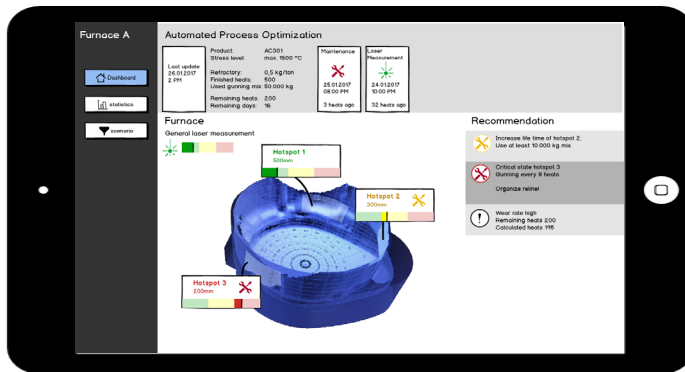 Furnace A
Dashboard
statistics
scenario
Automated Process Optimization
Last update
26.01.2017
2 PM
Product: AC301
Stress level: max. 1500 °C
Refractory: 0,5 kg/ton
Finished heats: 500
Used gunning mix: 50.000 kg
Remaining heats: 200
Remaining days: 16
Maintenance
25.01.2017
08:00 PM
3 heats ago
Laser
Measurement
24.01.2017
10:00 PM
32 heats ago
Furnace
General laser measurement
Hotspot 1
500mm
Hotspot 2
300mm
Hotspot 3
200mm
Recommendation
Increase life time of hotspot 2.
Use at least 10.000 kg mix
Critical state hotspot 3
Gunning every 8 heats
Organize reline!
Wear rate high
Remaining heats 200
Calculated heats 195